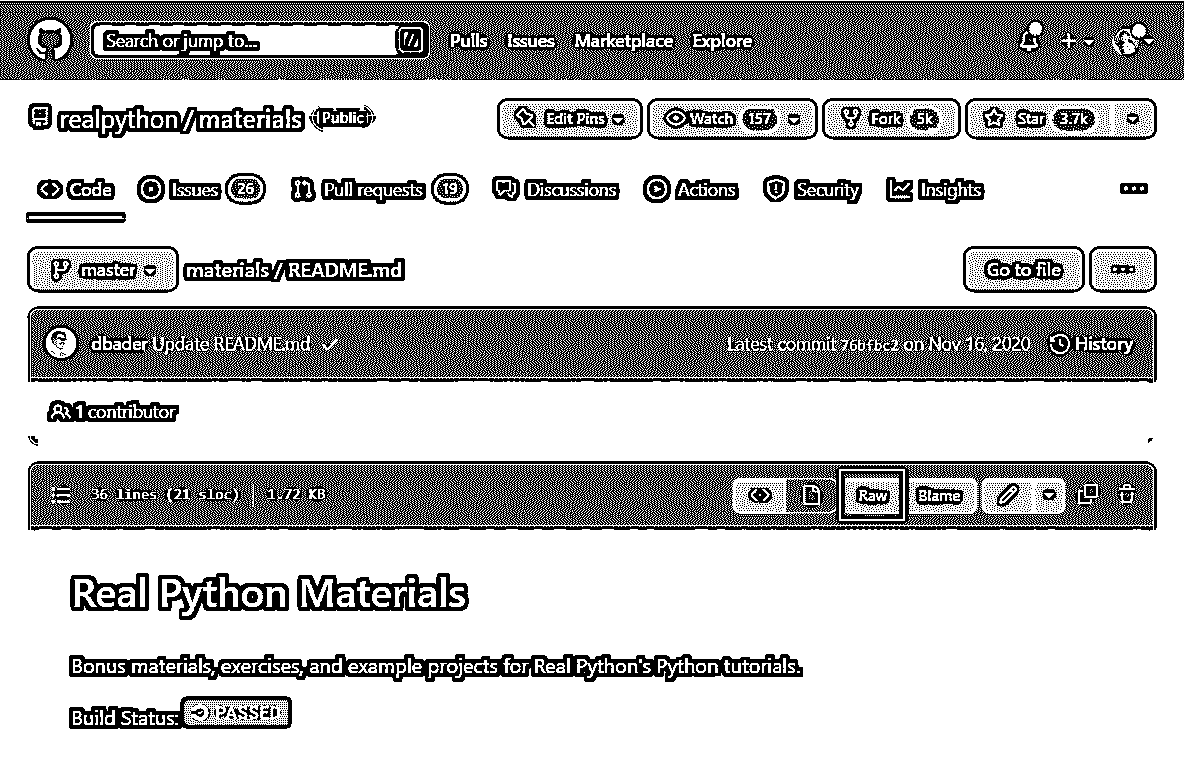 Search or jump to... /
Pulls Issues Marketplace Explore
realpython / materials Public
Edit Pins Watch 157 Fork 5k Star 3.7k
Code Issues 26 Pull requests 19 Discussions Actions Security Insights
master materials / README.md Go to file
dbader Update README.md Latest commit 768fbc2 on Nov 16, 2020 History
1 contributor
36 lines (21 sloc) 1.72 KB Raw Blame
Real Python Materials
Bonus materials, exercises, and example projects for Real Python's Python tutorials.
Build Status: PASSED